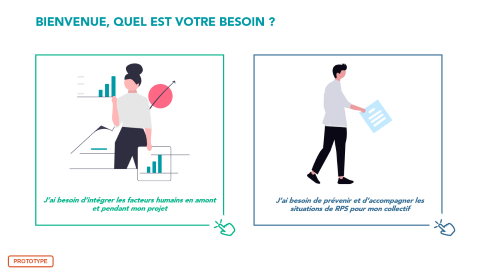 BIENVENUE, QUEL EST VOTRE BESOIN ?
J'ai besoin d'intégrer les facteurs humains en amont
et pendant mon projet
J'ai besoin de prévenir et d'accompagner les
situations de RPS pour mon collectif
PROTOTYPE